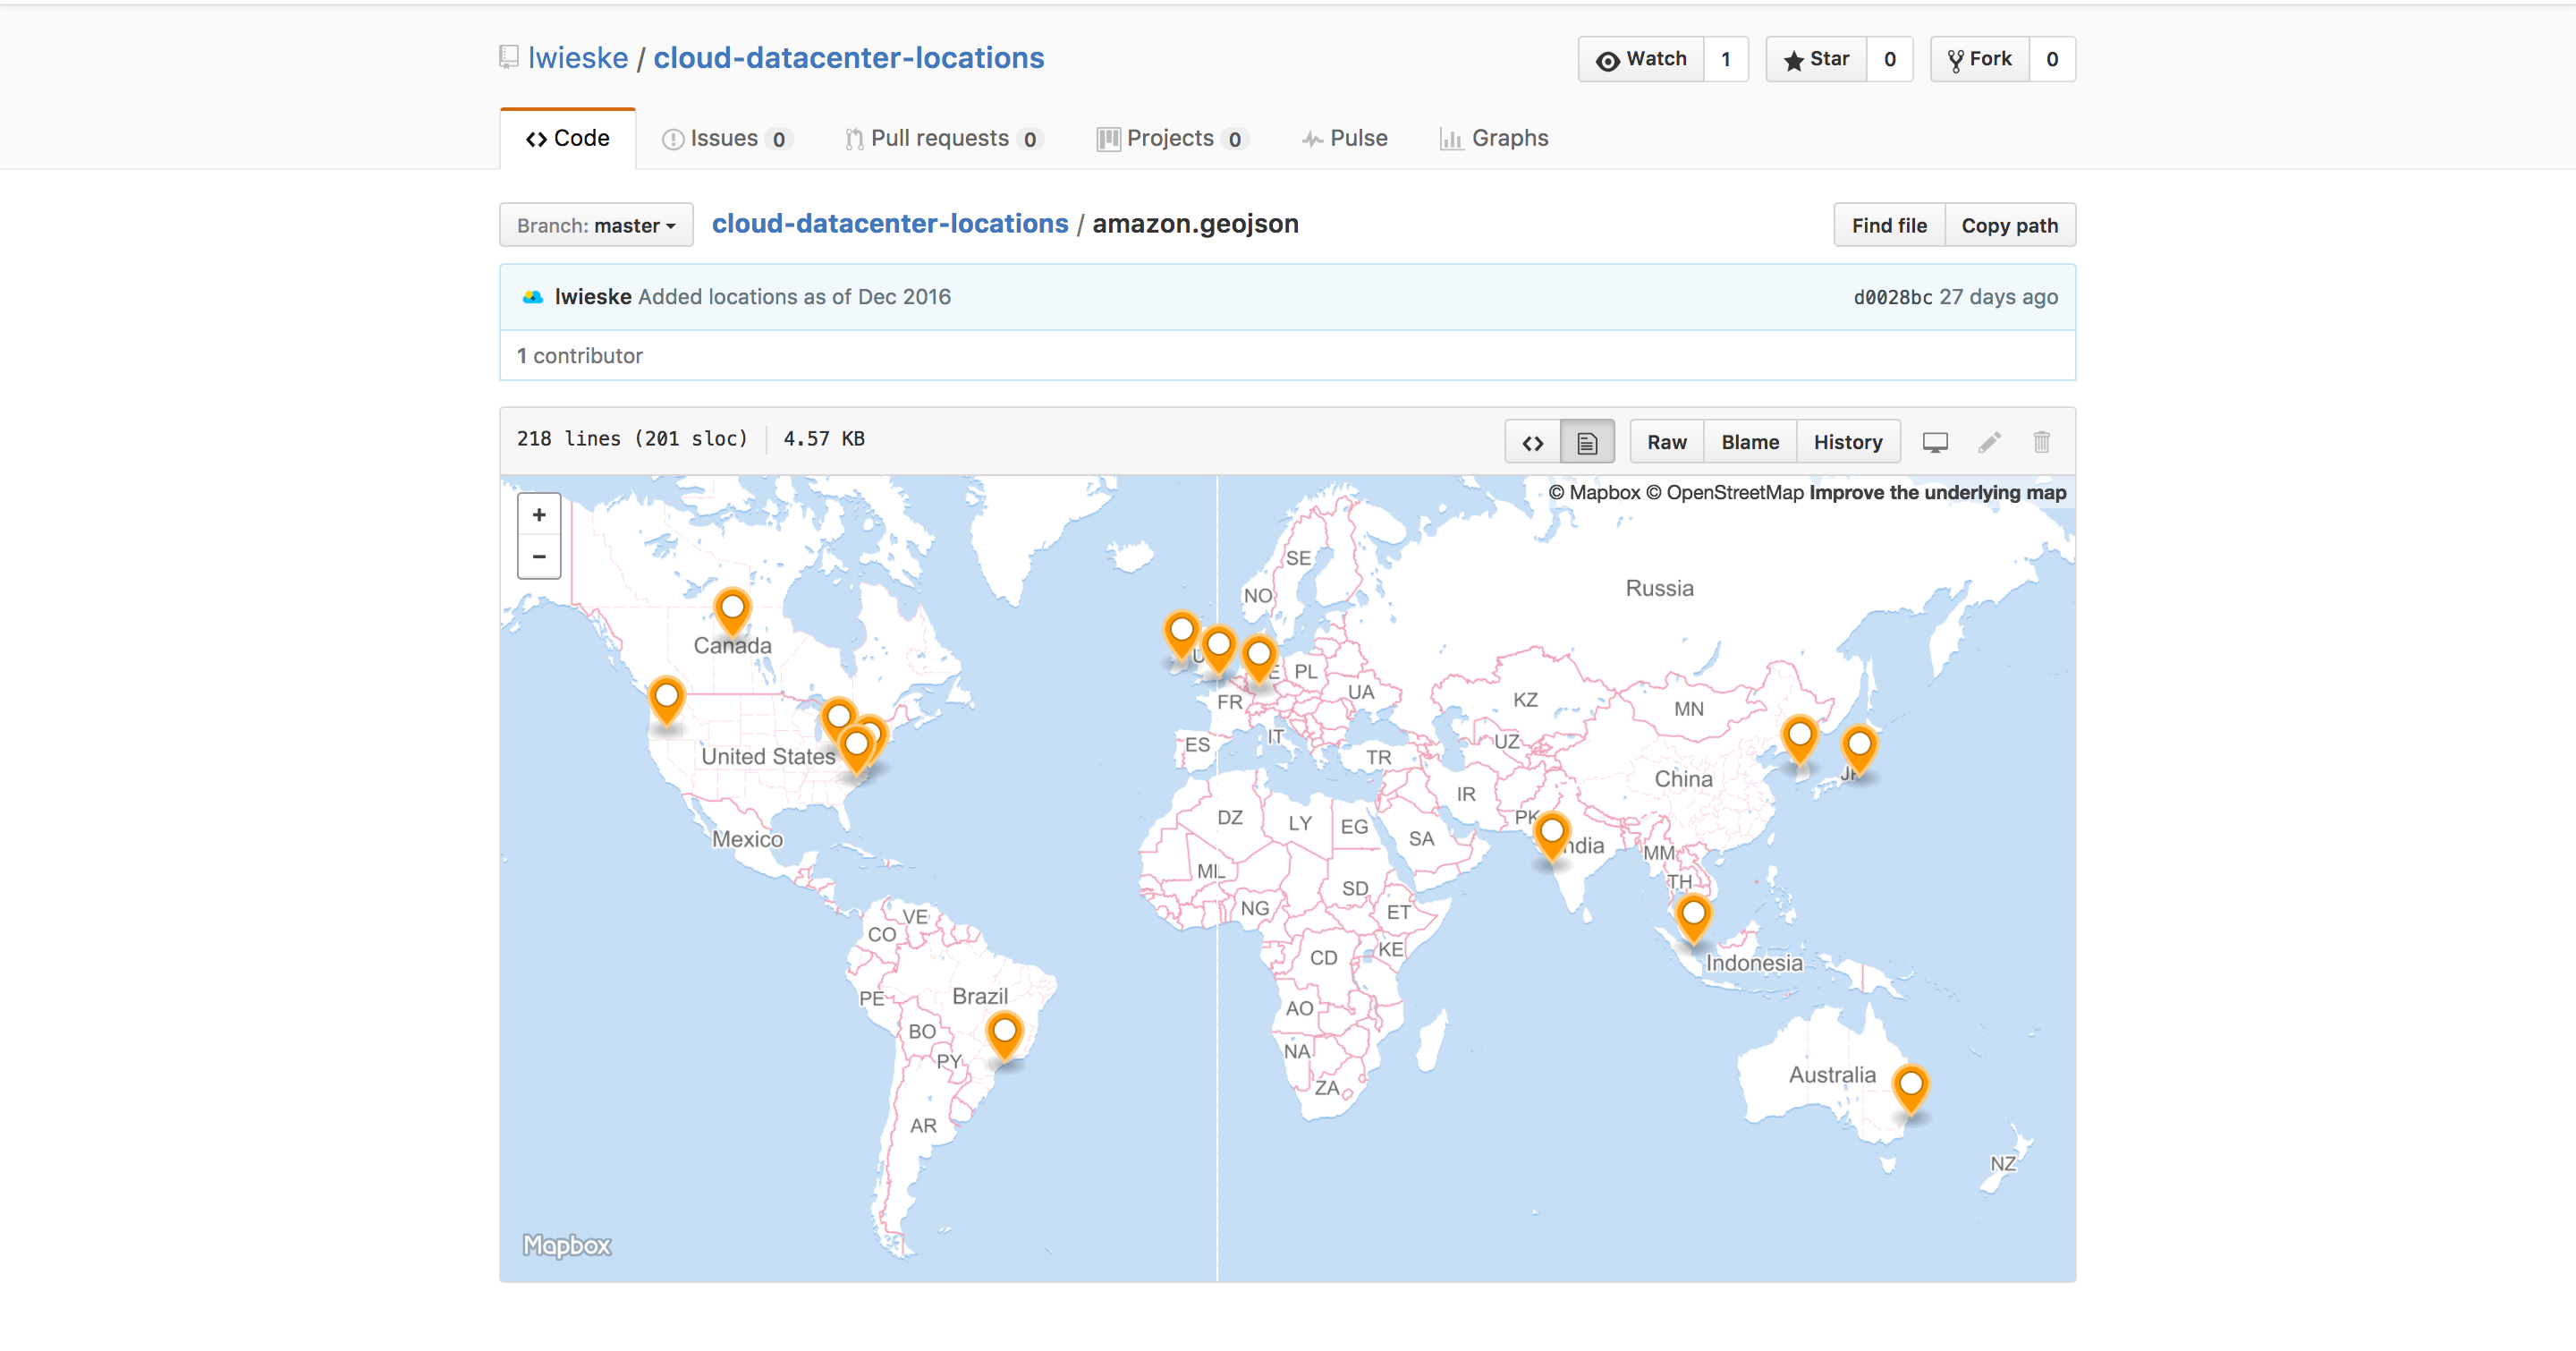 lwieske / cloud-datacenter-locations
Watch 1 Star 0 Fork 0
Code Issues 0 Pull requests 0 Projects 0 Pulse Graphs
Branch: master cloud-datacenter-locations / amazon.geojson Find file Copy path
lwieske Added locations as of Dec 2016 d0028bc 27 days ago
1 contributor
218 lines (201 sloc) 4.57 KB Raw Blame History
© Mapbox © OpenStreetMap Improve the underlying map
+
−
SE
Russia
NO
Canada
PL
UA
FR
KZ
MN
IT
ES
UZ
United States
TR
China
IR
PK
DZ
LY
EG
SA
Mexico
MM
ML
TH
SD
NG
ET
VE
CO
KE
CD
Indonesia
Brazil
PE
AO
BO
NA
PY
Australia
ZA
AR
NZ
Mapbox